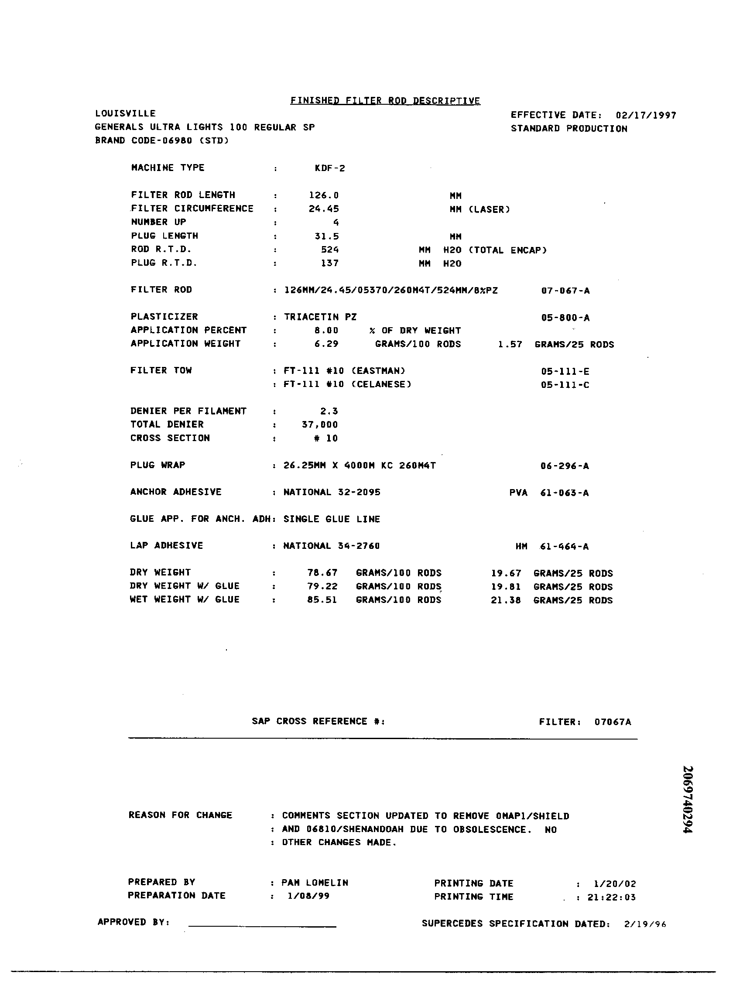 FINISHED FILTER ROD DESCRIPTIVE
LOUISVILLE EFFECTIVE DATE: 02/17/1997
GENERALS ULTRA LIGHTS 100 REGULAR SP STANDARD PRODUCTION
BRAND CODE-06980 (STD)
MACHINE TYPE : KDF-2
FILTER ROD LENGTH : 126.0 MM
FILTER CIRCUMFERENCE : 24.45 MM (LASER)
NUMBER UP : 4
PLUG LENGTH : 31.5 MM
ROD R.T.D. : 524 MM H2O (TOTAL ENCAP)
PLUG R.T.D. : 137 MM H2O
FILTER ROD : 126MM/24.45/05370/260M4T/524MM/8%PZ 07-067-A
PLASTICIZER : TRIACETIN PZ 05-800-A
APPLICATION PERCENT : 8.00 % OF DRY WEIGHT
APPLICATION WEIGHT : 6.29 GRAMS/100 RODS 1.57 GRAMS/25 RODS
FILTER TOW : FT-111 #10 (EASTMAN) 05-111-E
: FT-111 #10 (CELANESE) 05-111-C
DENIER PER FILAMENT : 2.3
TOTAL DENIER : 37,000
CROSS SECTION : # 10
PLUG WRAP : 26.25MM X 4000M KC 260M4T 06-296-A
ANCHOR ADHESIVE : NATIONAL 32-2095 PVA 61-063-A
GLUE APP. FOR ANCH. ADH: SINGLE GLUE LINE
LAP ADHESIVE : NATIONAL 34-2760 HM 61-464-A
DRY WEIGHT : 78.67 GRAMS/100 RODS 19.67 GRAMS/25 RODS
DRY WEIGHT W/ GLUE : 79.22 GRAMS/100 RODS 19.81 GRAMS/25 RODS
WET WEIGHT W/ GLUE : 85.51 GRAMS/100 RODS 21.38 GRAMS/25 RODS
SAP CROSS REFERENCE #: FILTER: 07067A
2069740294
REASON FOR CHANGE : COMMENTS SECTION UPDATED TO REMOVE OMAP1/SHIELD
: AND 06810/SHENANDOAH DUE TO OBSOLESCENCE. NO
: OTHER CHANGES MADE.
PREPARED BY : PAM LOMELIN PRINTING DATE : 1/20/02
PREPARATION DATE : 1/08/99 PRINTING TIME : 21:22:03
APPROVED BY: SUPERCEDES SPECIFICATION DATED: 2/19/96